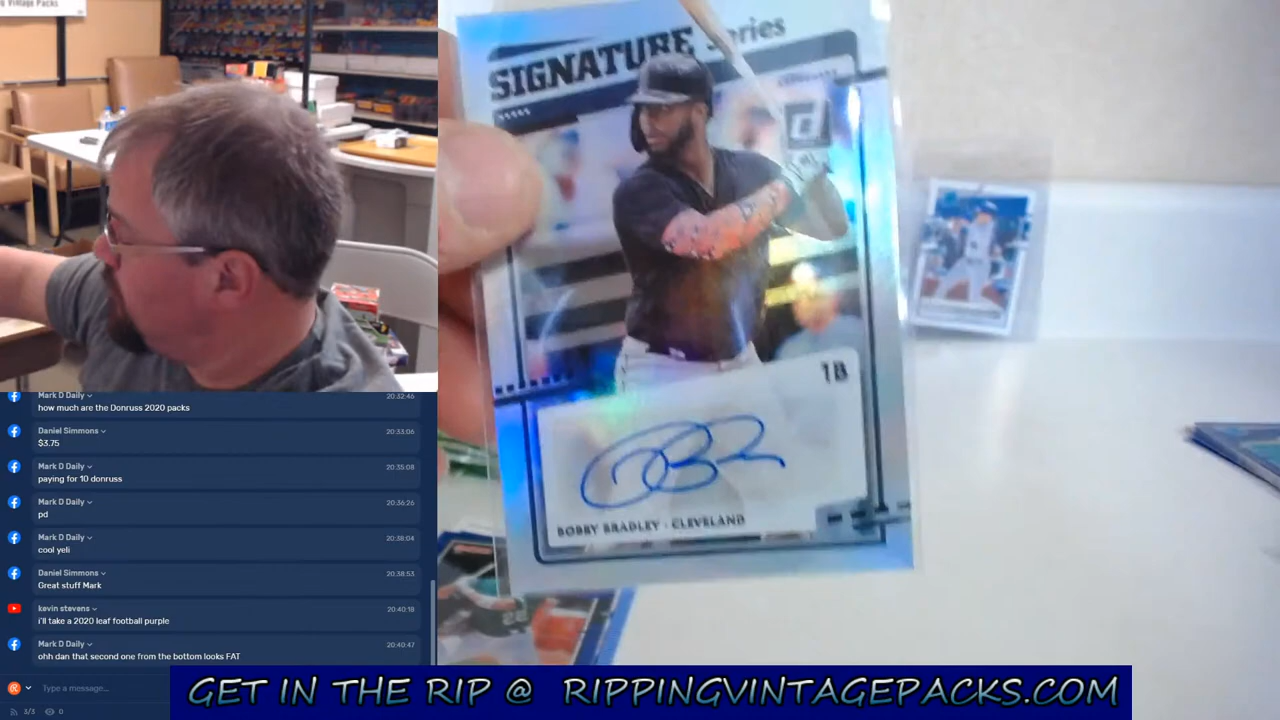 ng Vintage Packs
SIGNATURE Series
d
1B
BOBBY BRADLEY - CLEVELAND
Mark D Daily 20:32:46
how much are the Donruss 2020 packs
Daniel Simmons 20:33:06
$3.75
Mark D Daily 20:35:08
paying for 10 donruss
Mark D Daily 20:36:26
pd
Mark D Daily 20:38:04
cool yeli
Daniel Simmons 20:38:53
Great stuff Mark
kevin stevens 20:40:18
i'll take a 2020 leaf football purple
Mark D Daily 20:40:47
ohh dan that second one from the bottom looks FAT
Type a message...
3/3 0
GET IN THE RIP @ RIPPINGVINTAGEPACKS.COM